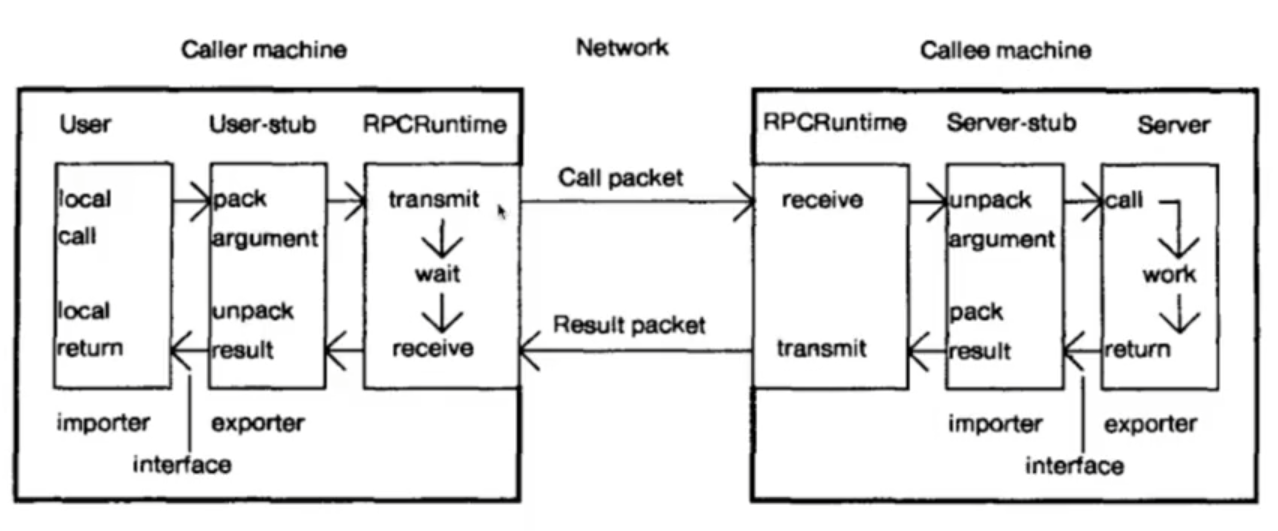 Caller machine
Network
Callee machine
User
User-stub
RPCRuntime
RPCRuntime
Server-stub
Server
local
call
pack
argument
transmit
wait
Call packet
receive
unpack
argument
call
work
local
return
unpack
result
receive
Result packet
transmit
pack
result
return
importer
exporter
interface
importer
exporter
interface